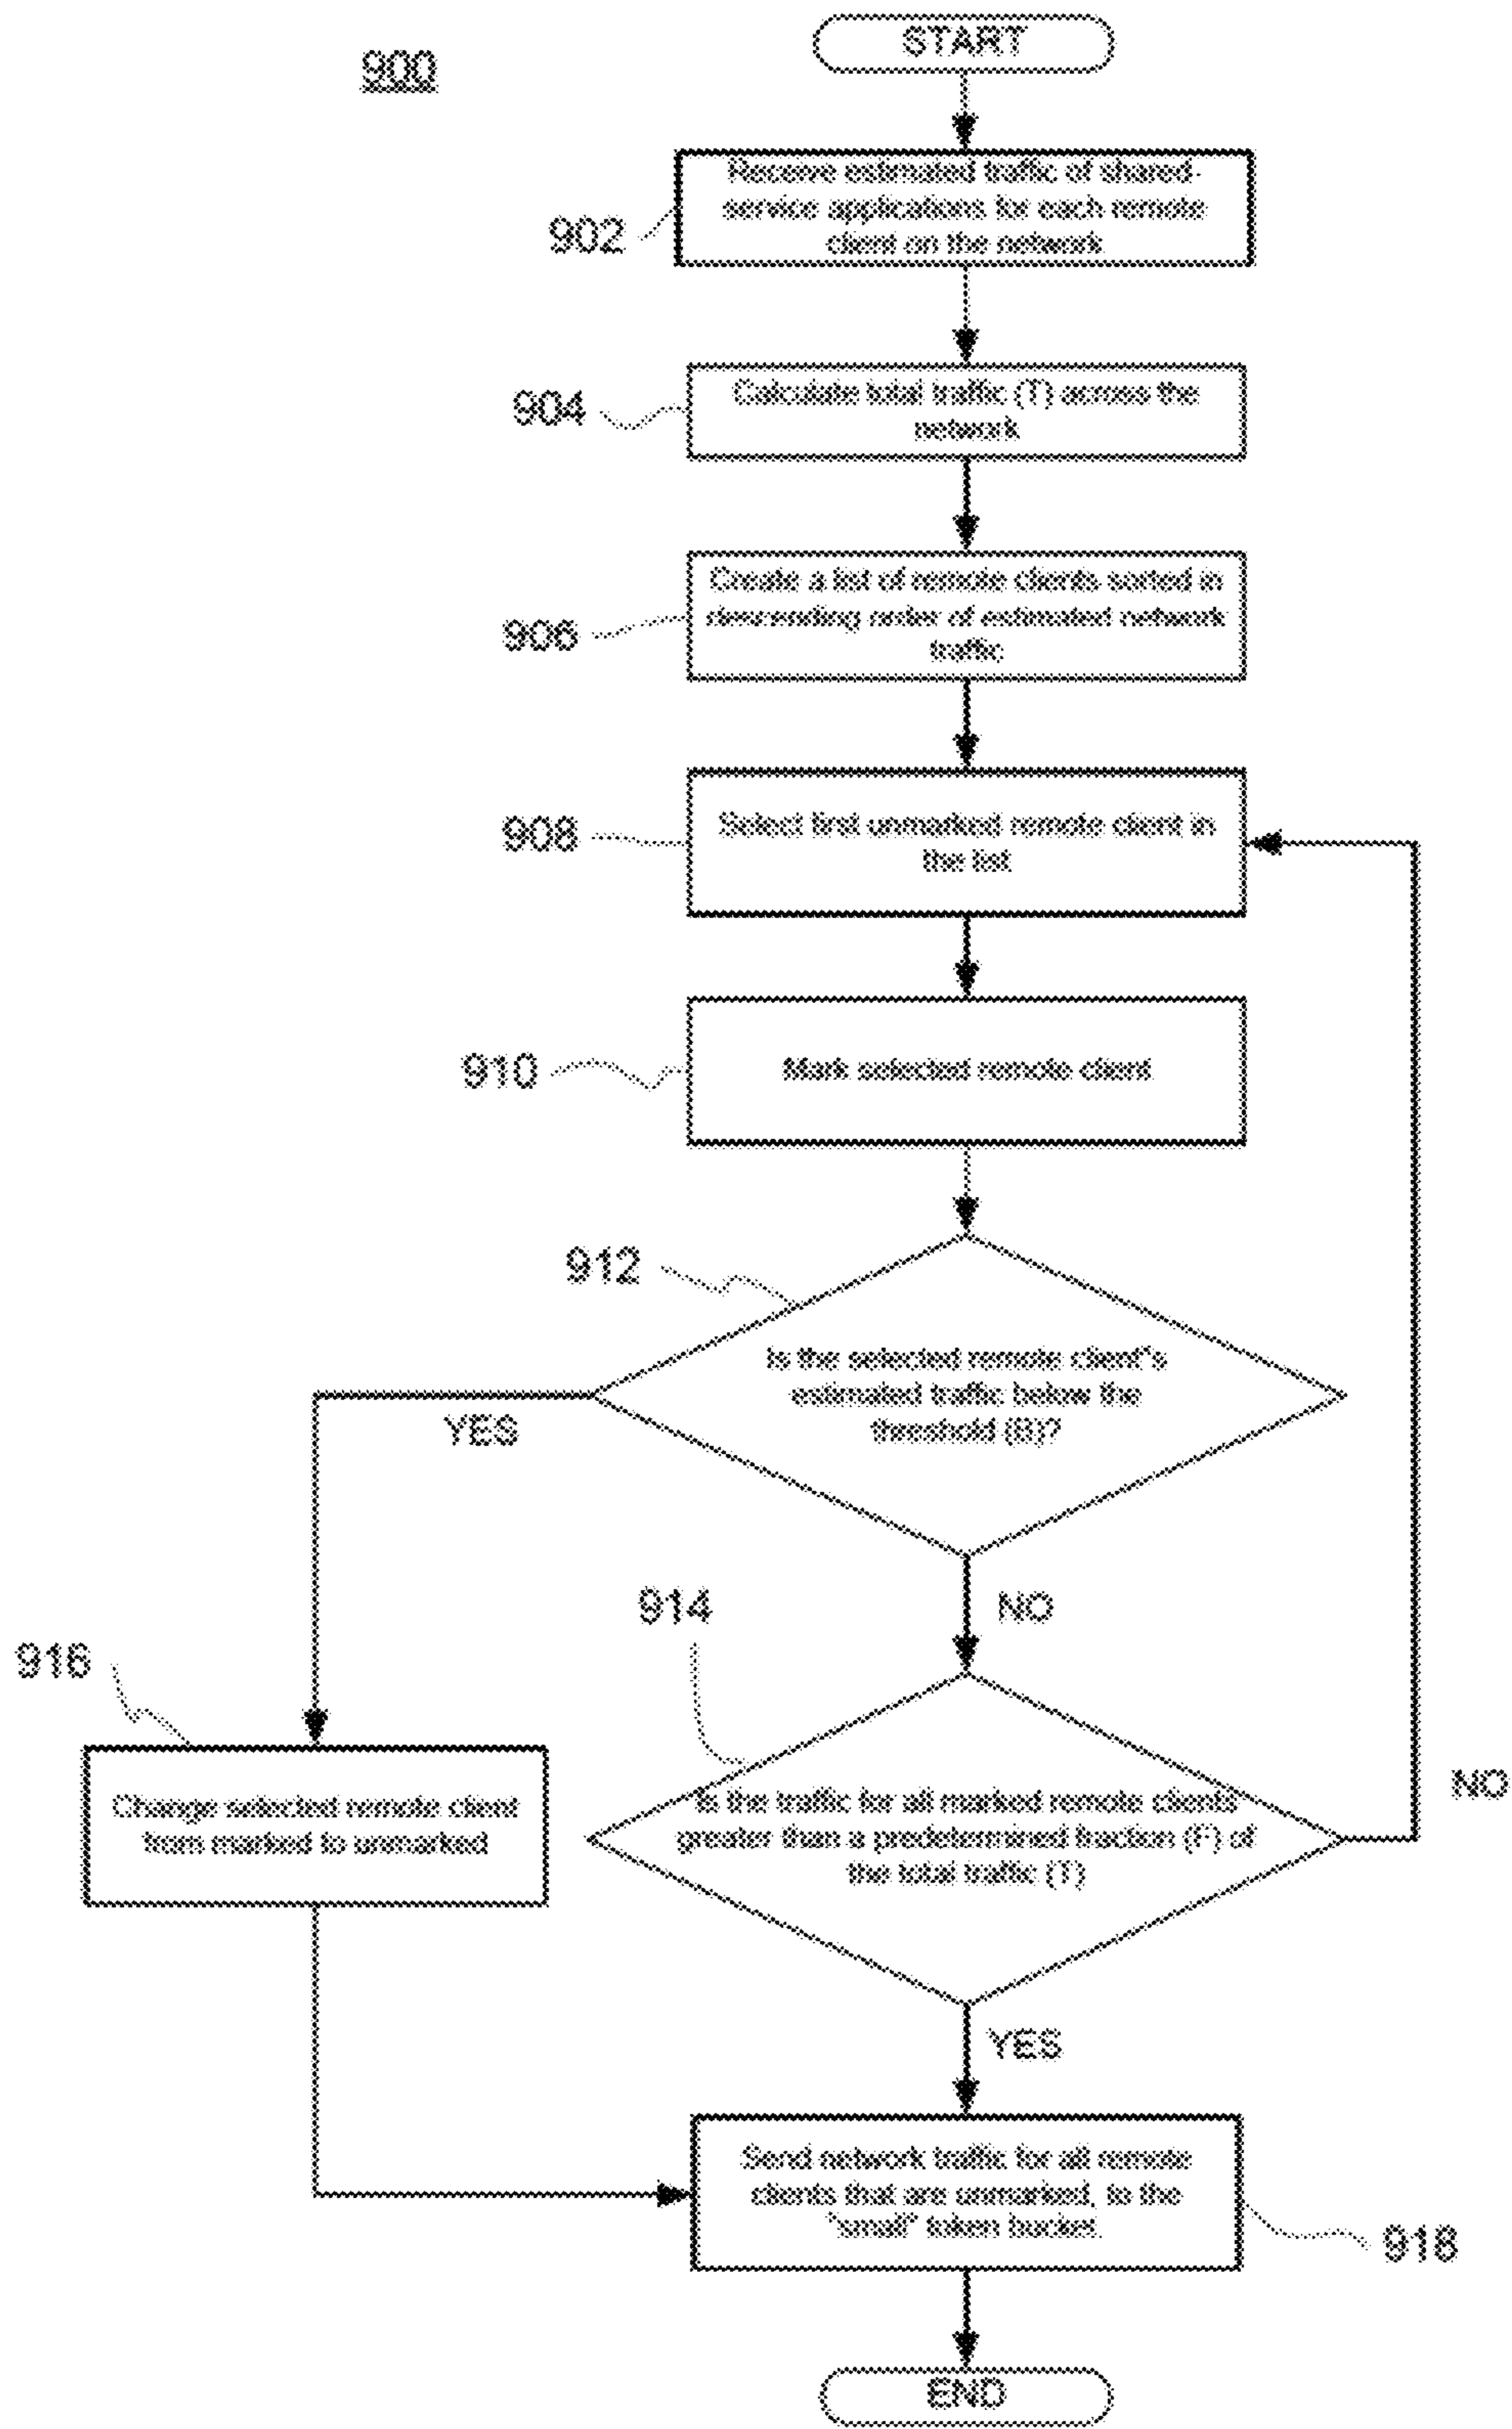 900
START
902
Receive estimated traffic of shared
service applications for each remote
client on the network
904
Calculate total traffic (T) across the
network
906
Create a list of remote clients sorted in
descending order of estimated network
traffic
908
Select first unmarked remote client in
the list
910
Mark selected remote client
912
Is the selected remote client's
estimated traffic below the
threshold (B)?
YES
NO
914
916
Change selected remote client
from marked to unmarked
Is the traffic for all marked remote clients
greater than a predetermined fraction (F) of
the total traffic (T)
NO
YES
Send network traffic for all remote
clients that are unmarked, to the
"small" token bucket.
918
END